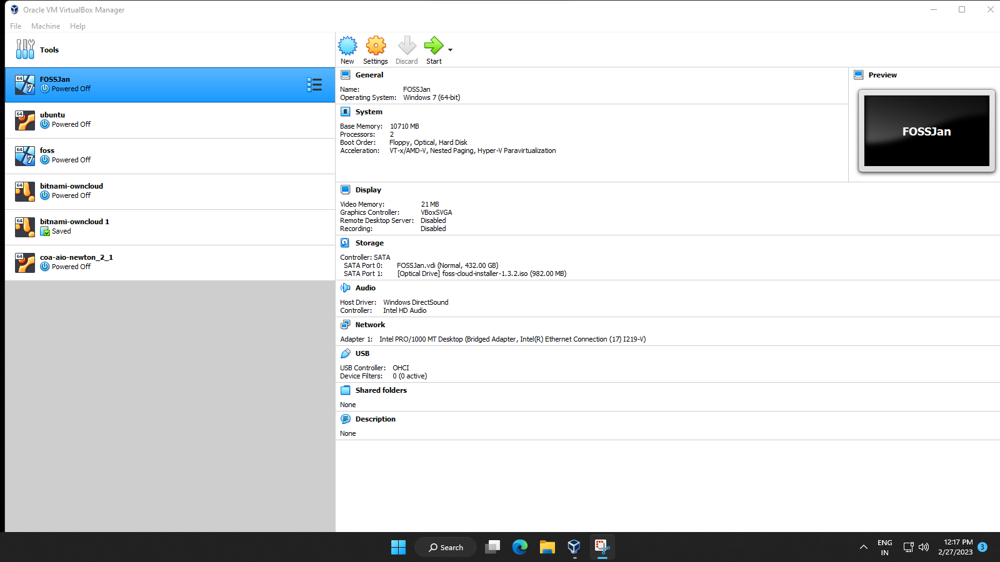 Oracle VM VirtualBox Manager
File Machine Help
Tools
New Settings Discard Start
64 7 FOSSJan
Powered Off
64 ubuntu
Powered Off
64 7 foss
Powered Off
64 bitnami-owncloud
Powered Off
64 bitnami-owncloud 1
Saved
64 coa-aio-newton_2_1
Powered Off
General
Name: FOSSJan
Operating System: Windows 7 (64-bit)
System
Base Memory: 10710 MB
Processors: 2
Boot Order: Floppy, Optical, Hard Disk
Acceleration: VT-x/AMD-V, Nested Paging, Hyper-V Paravirtualization
Preview
FOSSJan
Display
Video Memory: 21 MB
Graphics Controller: VBoxSVGA
Remote Desktop Server: Disabled
Recording: Disabled
Storage
Controller: SATA
SATA Port 0: FOSSJan.vdi (Normal, 432.00 GB)
SATA Port 1: [Optical Drive] foss-cloud-installer-1.3.2.iso (982.00 MB)
Audio
Host Driver: Windows DirectSound
Controller: Intel HD Audio
Network
Adapter 1: Intel PRO/1000 MT Desktop (Bridged Adapter, Intel(R) Ethernet Connection (17) I219-V)
USB
USB Controller: OHCI
Device Filters: 0 (0 active)
Shared folders
None
Description
None
Search
ENG
IN
12:17 PM
2/27/2023
3